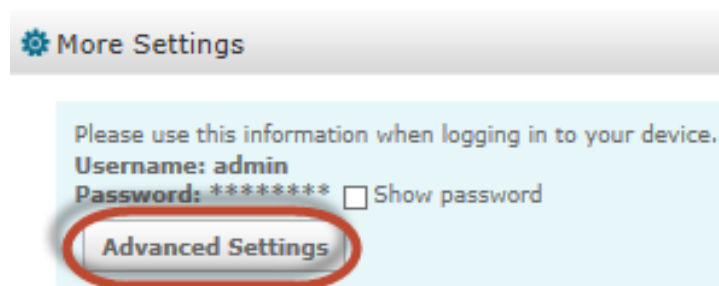 More Settings
Please use this information when logging in to your device.
Username: admin
Password: ******** Show password
Advanced Settings